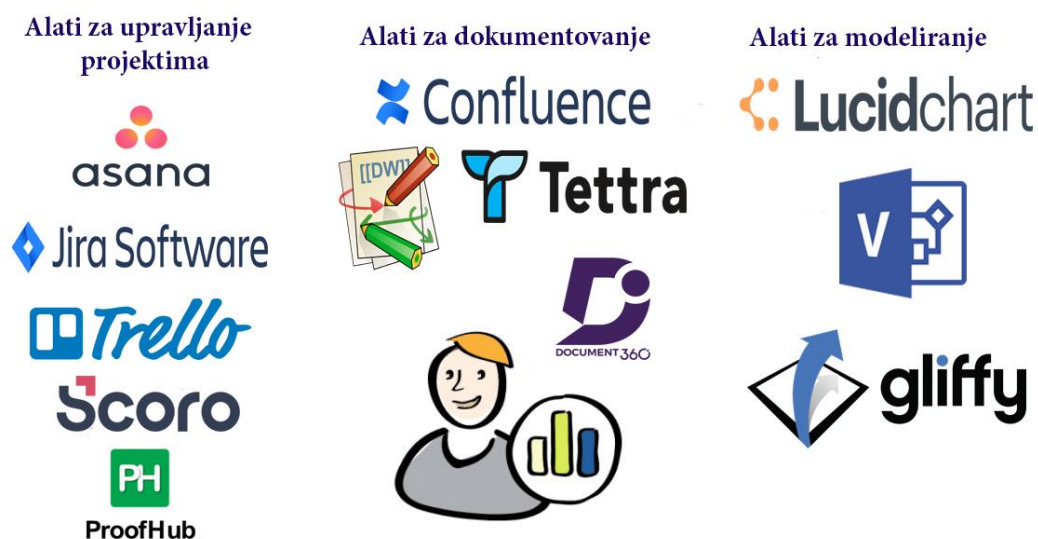 Alati za upravljanje
projektima
asana
Jira Software
Trello
Scoro
PH
ProofHub
Alati za dokumentovanje
Confluence
[[DW]]
Tettra
DOCUMENT360
Alati za modeliranje
Lucidchart
V
gliffy